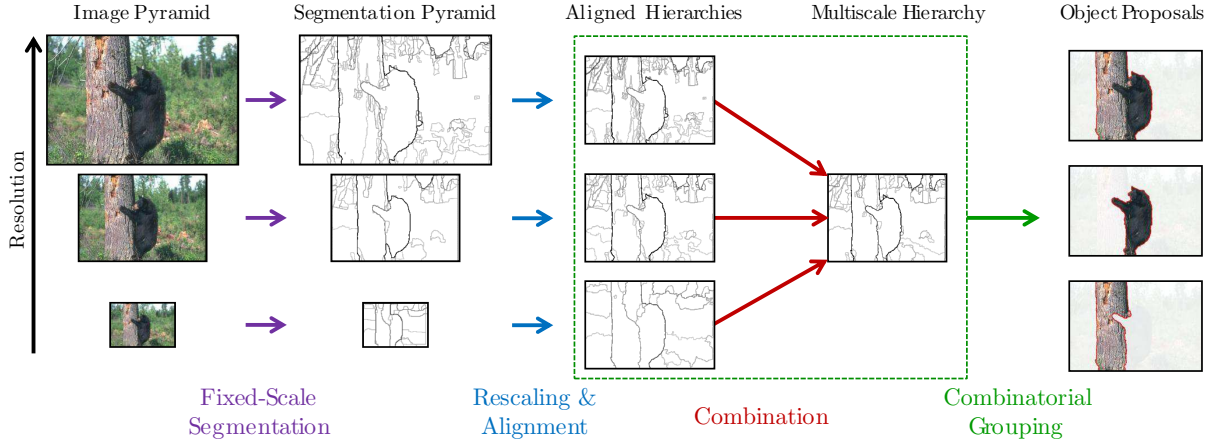 Image Pyramid
Segmentation Pyramid
Aligned Hierarchies
Multiscale Hierarchy
Object Proposals
Resolution
Fixed-Scale
Segmentation
Rescaling &
Alignment
Combination
Combinatorial
Grouping